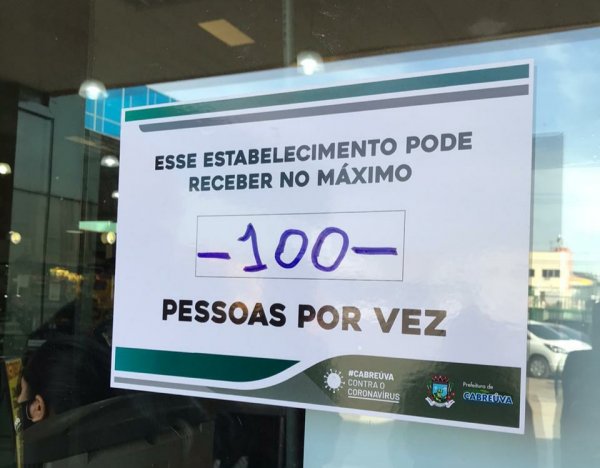 ESSE ESTABELECIMENTO PODE
RECEBER NO MÁXIMO
-100-
PESSOAS POR VEZ
#CABREÚVA
CONTRA O
CORONAVÍRUS
Prefeitura de
CABREÚVA